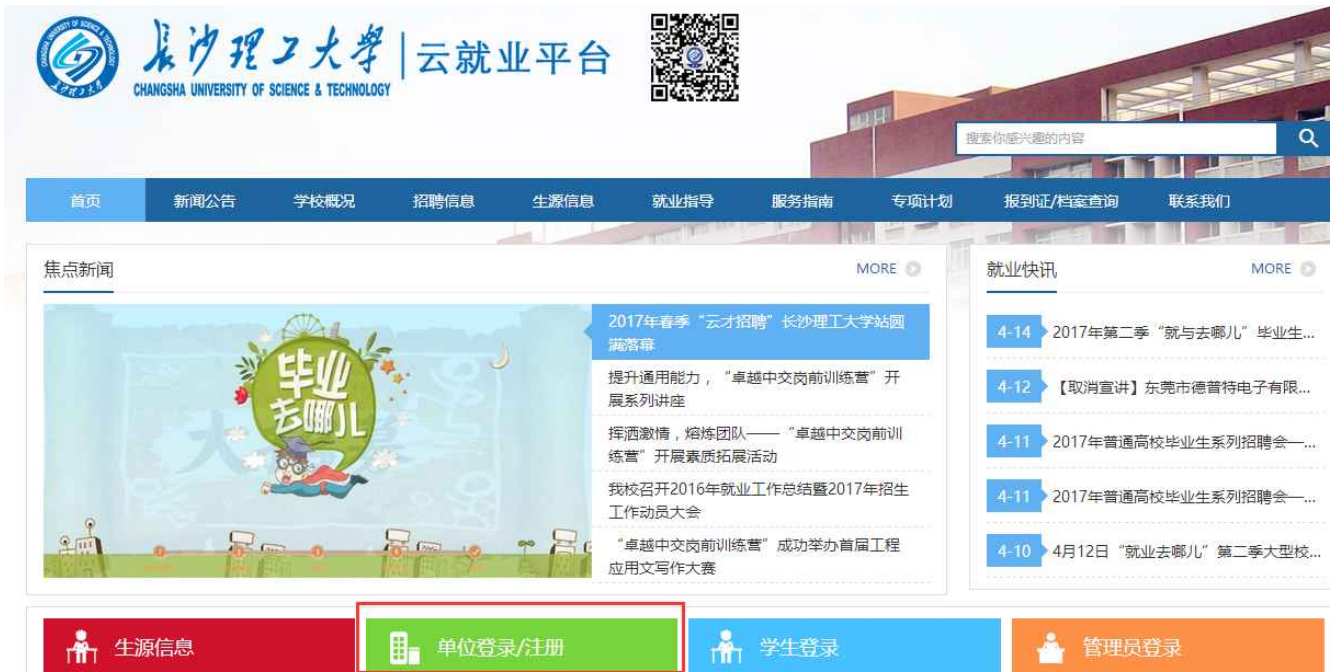 長沙理工大學 云就业平台
CHANGSHA UNIVERSITY OF SCIENCE & TECHNOLOGY
搜索你感兴趣的内容
首页 新闻公告 学校概况 招聘信息 生源信息 就业指导 服务指南 专项计划 报到证/档案查询 联系我们
焦点新闻 MORE
毕业
去哪儿
2017年春季“云才招聘”长沙理工大学站圆
满落幕
提升通用能力，“卓越中交岗前训练营”开
展系列讲座
挥洒激情，熔炼团队——“卓越中交岗前训
练营”开展素质拓展活动
我校召开2016年就业工作总结暨2017年招生
工作动员大会
“卓越中交岗前训练营”成功举办首届工程
应用文写作大赛
就业快讯 MORE
4-14 2017年第二季“就与去哪儿”毕业生...
4-12 【取消宣讲】东莞市德普特电子有限...
4-11 2017年普通高校毕业生系列招聘会—...
4-11 2017年普通高校毕业生系列招聘会—...
4-10 4月12日“就业去哪儿”第二季大型校...
生源信息 单位登录/注册 学生登录 管理员登录